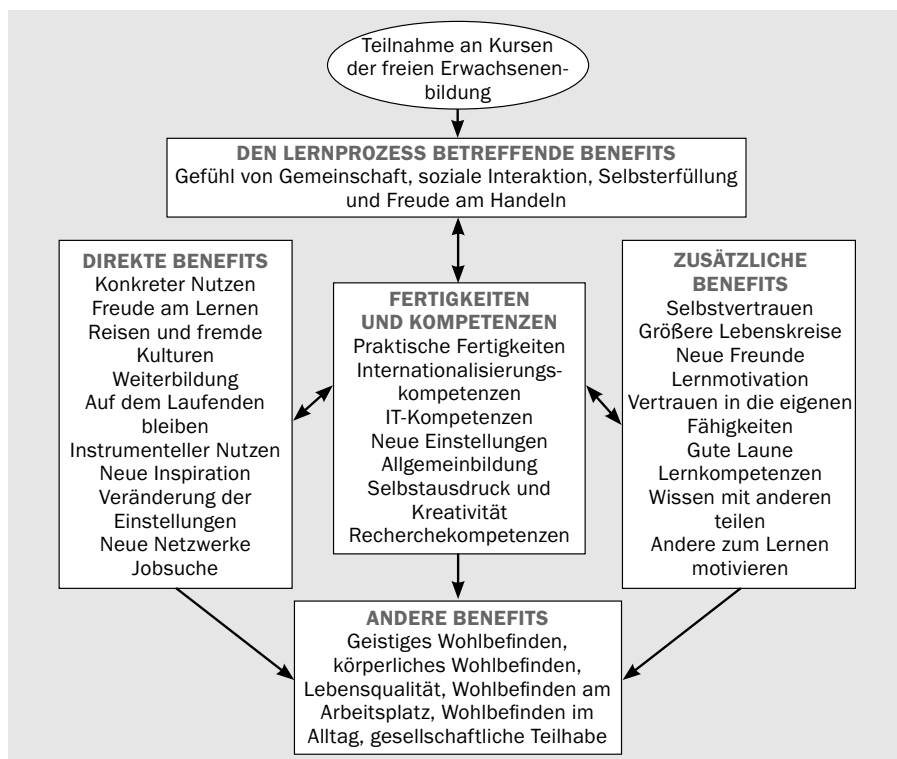 Teilnahme an Kursen
der freien Erwachsenen-
bildung
DEN LERNPROZESS BETREFFENDE BENEFITS
Gefühl von Gemeinschaft, soziale Interaktion, Selbsterfüllung
und Freude am Handeln
DIREKTE BENEFITS
Konkreter Nutzen
Freude am Lernen
Reisen und fremde
Kulturen
Weiterbildung
Auf dem Laufenden
bleiben
Instrumenteller Nutzen
Neue Inspiration
Veränderung der
Einstellungen
Neue Netzwerke
Jobsuche
FERTIGKEITEN
UND KOMPETENZEN
Praktische Fertigkeiten
Internationalisierungs-
kompetenzen
IT-Kompetenzen
Neue Einstellungen
Allgemeinbildung
Selbstausdruck und
Kreativität
Recherchekompetenzen
ZUSÄTZLICHE
BENEFITS
Selbstvertrauen
Größere Lebenskreise
Neue Freunde
Lernmotivation
Vertrauen in die eigenen
Fähigkeiten
Gute Laune
Lernkompetenzen
Wissen mit anderen
teilen
Andere zum Lernen
motivieren
ANDERE BENEFITS
Geistiges Wohlbefinden,
körperliches Wohlbefinden,
Lebensqualität, Wohlbefinden am
Arbeitsplatz, Wohlbefinden im
Alltag, gesellschaftliche Teilhabe